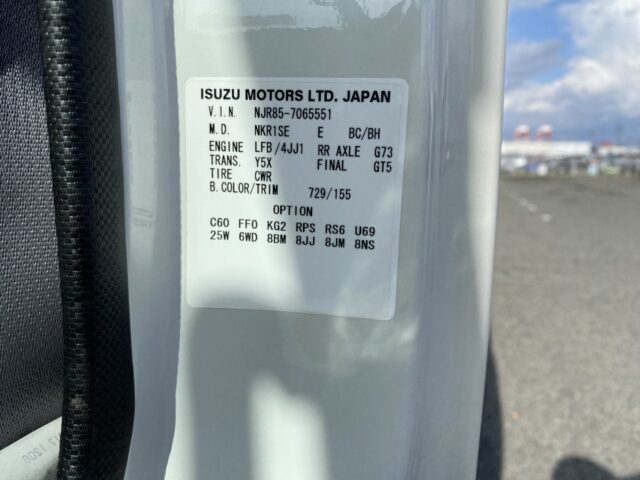 ISUZU MOTORS LTD. JAPAN
V.I.N. NJR85-7065551
M.D. NKR1SE E BC/BH
ENGINE LFB/4JJ1 RR AXLE G73
TRANS. Y5X FINAL GT5
TIRE CWR
B.COLOR/TRIM 729/155
OPTION
C60 FF0 KG2 RPS RS6 U69
25W 6WD 8BM 8JJ 8JM 8NS